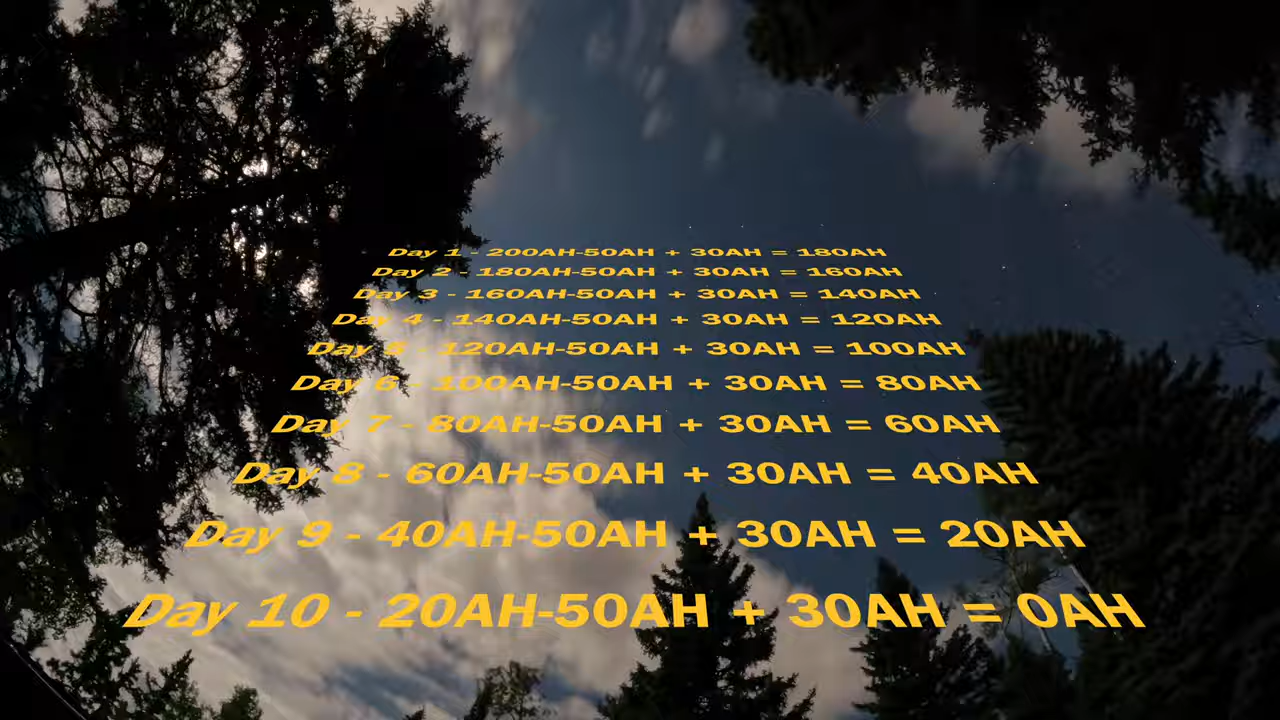 Day 1 - 200AH-50AH + 30AH = 180AH
Day 2 - 180AH-50AH + 30AH = 160AH
Day 3 - 160AH-50AH + 30AH = 140AH
Day 4 - 140AH-50AH + 30AH = 120AH
Day 5 - 120AH-50AH + 30AH = 100AH
Day 6 - 100AH-50AH + 30AH = 80AH
Day 7 - 80AH-50AH + 30AH = 60AH
Day 8 - 60AH-50AH + 30AH = 40AH
Day 9 - 40AH-50AH + 30AH = 20AH
Day 10 - 20AH-50AH + 30AH = 0AH